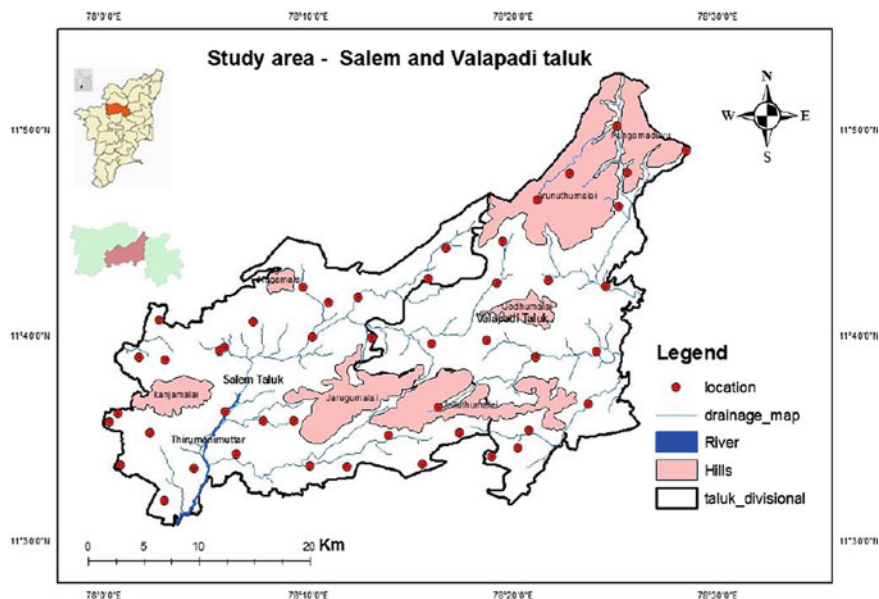 78°0'0"E 78°10'0"E 78°20'0"E 78°30'0"E
Study area - Salem and Valapadi taluk
N
W E
S
11°50'0"N 11°50'0"N
Godhumalai
Valapadi Taluk
11°40'0"N 11°40'0"N
Legend
location
drainage_map
River
Hills
taluk_divisional
Salem Taluk
kanjamalai
Jarugumalai
Thirumanimuttar
11°30'0"N 11°30'0"N
0 2 5 10 20 Km
78°0'0"E 78°10'0"E 78°20'0"E 78°30'0"E